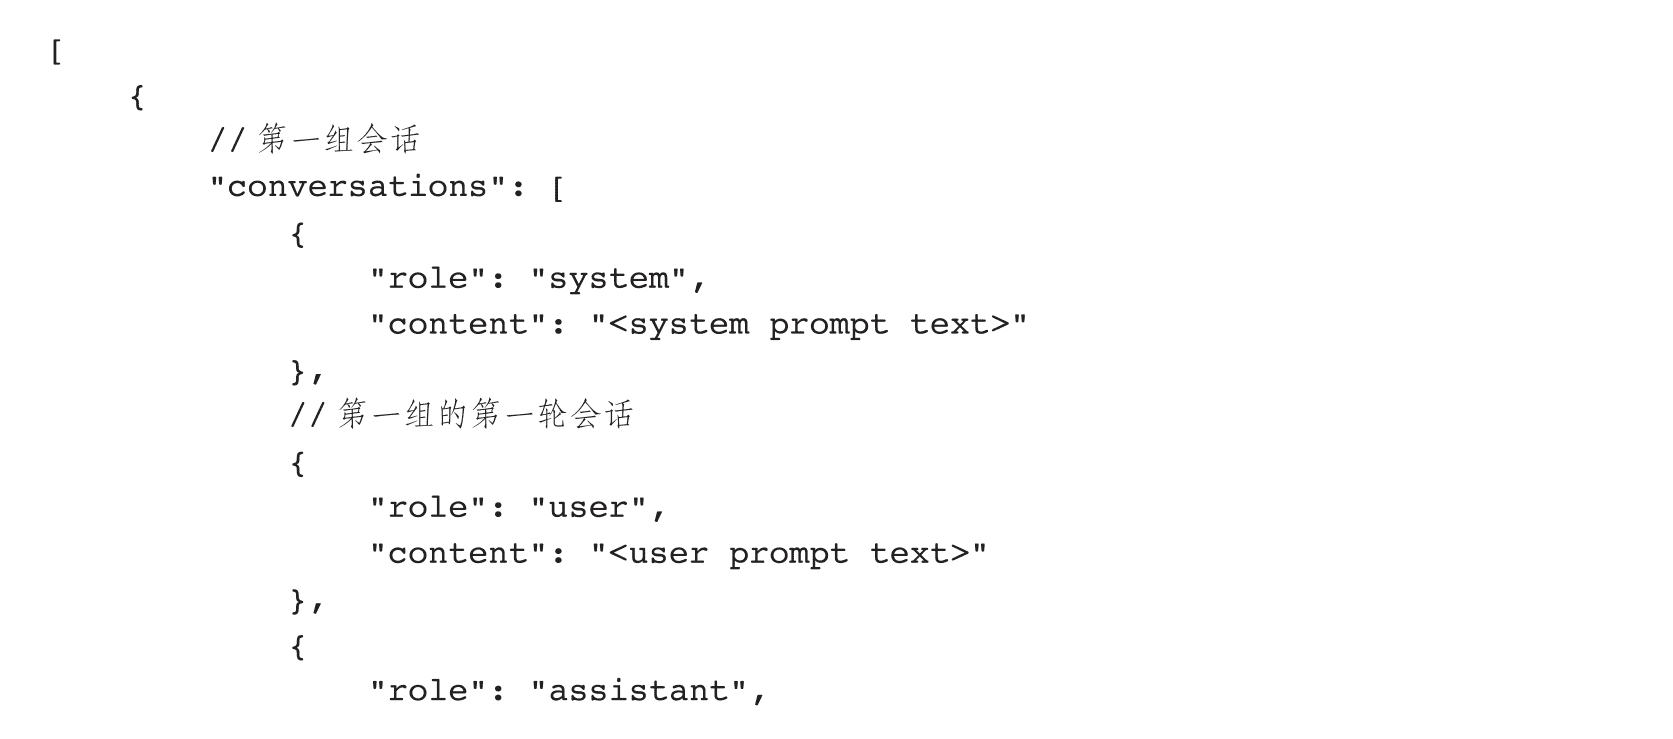 [
{
// 第一组会话
"conversations": [
{
"role": "system",
"content": "<system prompt text>"
},
// 第一组的第一轮会话
{
"role": "user",
"content": "<user prompt text>"
},
{
"role": "assistant",